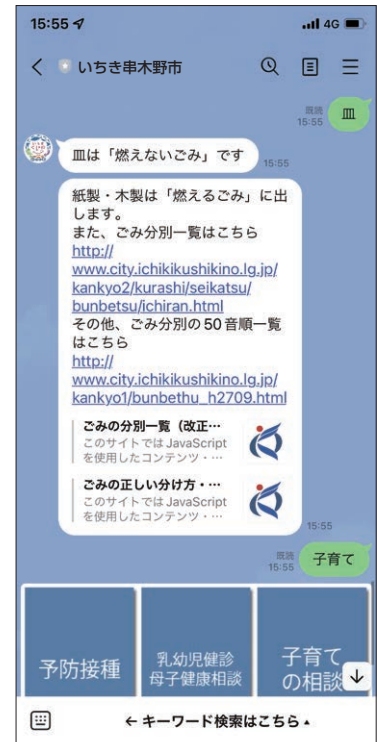 15:55
4G
いちき串木野市
既読
15:55
皿
皿は「燃えないごみ」です
15:55
紙製・木製は「燃えるごみ」に出
します。
また、ごみ分別一覧はこちら
http://
www.city.ichikikushikino.lg.jp/
kankyo2/kurashi/seikatsu/
bunbetsu/ichiran.html
その他、ごみ分別の50音順一覧
はこちら
http://
www.city.ichikikushikino.lg.jp/
kankyo1/bunbethu_h2709.html
ごみの分別一覧（改正…
このサイトではJavaScript
を使用したコンテンツ・…
ごみの正しい分け方・…
このサイトではJavaScript
を使用したコンテンツ・…
15:55
既読
15:55
子育て
予防接種
乳幼児健診
母子健康相談
子育て
の相談
← キーワード検索はこちら▲